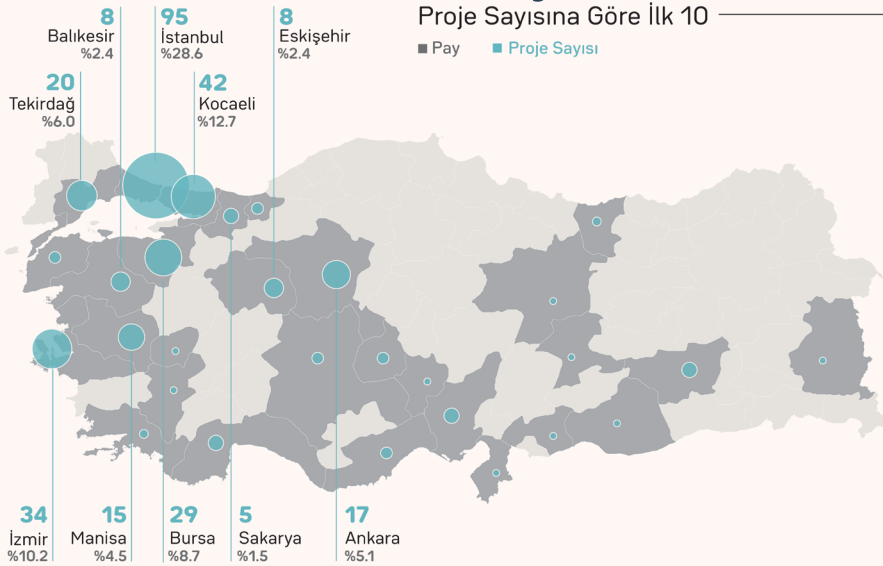 Proje Sayısına Göre İlk 10
Pay
Proje Sayısı
8
Balıkesir
%2.4
95
İstanbul
%28.6
8
Eskişehir
%2.4
20
Tekirdağ
%6.0
42
Kocaeli
%12.7
34
İzmir
%10.2
15
Manisa
%4.5
29
Bursa
%8.7
5
Sakarya
%1.5
17
Ankara
%5.1